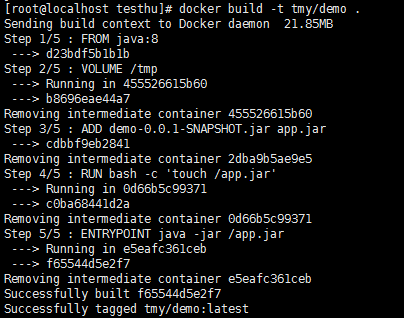 [root@localhost testhu]# docker build -t tmy/demo .
Sending build context to Docker daemon  21.85MB
Step 1/5 : FROM java:8
 ---> d23bdf5b1b1b
Step 2/5 : VOLUME /tmp
 ---> Running in 455526515b60
 ---> b8696eae44a7
Removing intermediate container 455526515b60
Step 3/5 : ADD demo-0.0.1-SNAPSHOT.jar app.jar
 ---> cdbbf9eb2841
Removing intermediate container 2dba9b5ae9e5
Step 4/5 : RUN bash -c 'touch /app.jar'
 ---> Running in 0d66b5c99371
 ---> c0ba68441d2a
Removing intermediate container 0d66b5c99371
Step 5/5 : ENTRYPOINT java -jar /app.jar
 ---> Running in e5eafc361ceb
 ---> f65544d5e2f7
Removing intermediate container e5eafc361ceb
Successfully built f65544d5e2f7
Successfully tagged tmy/demo:latest